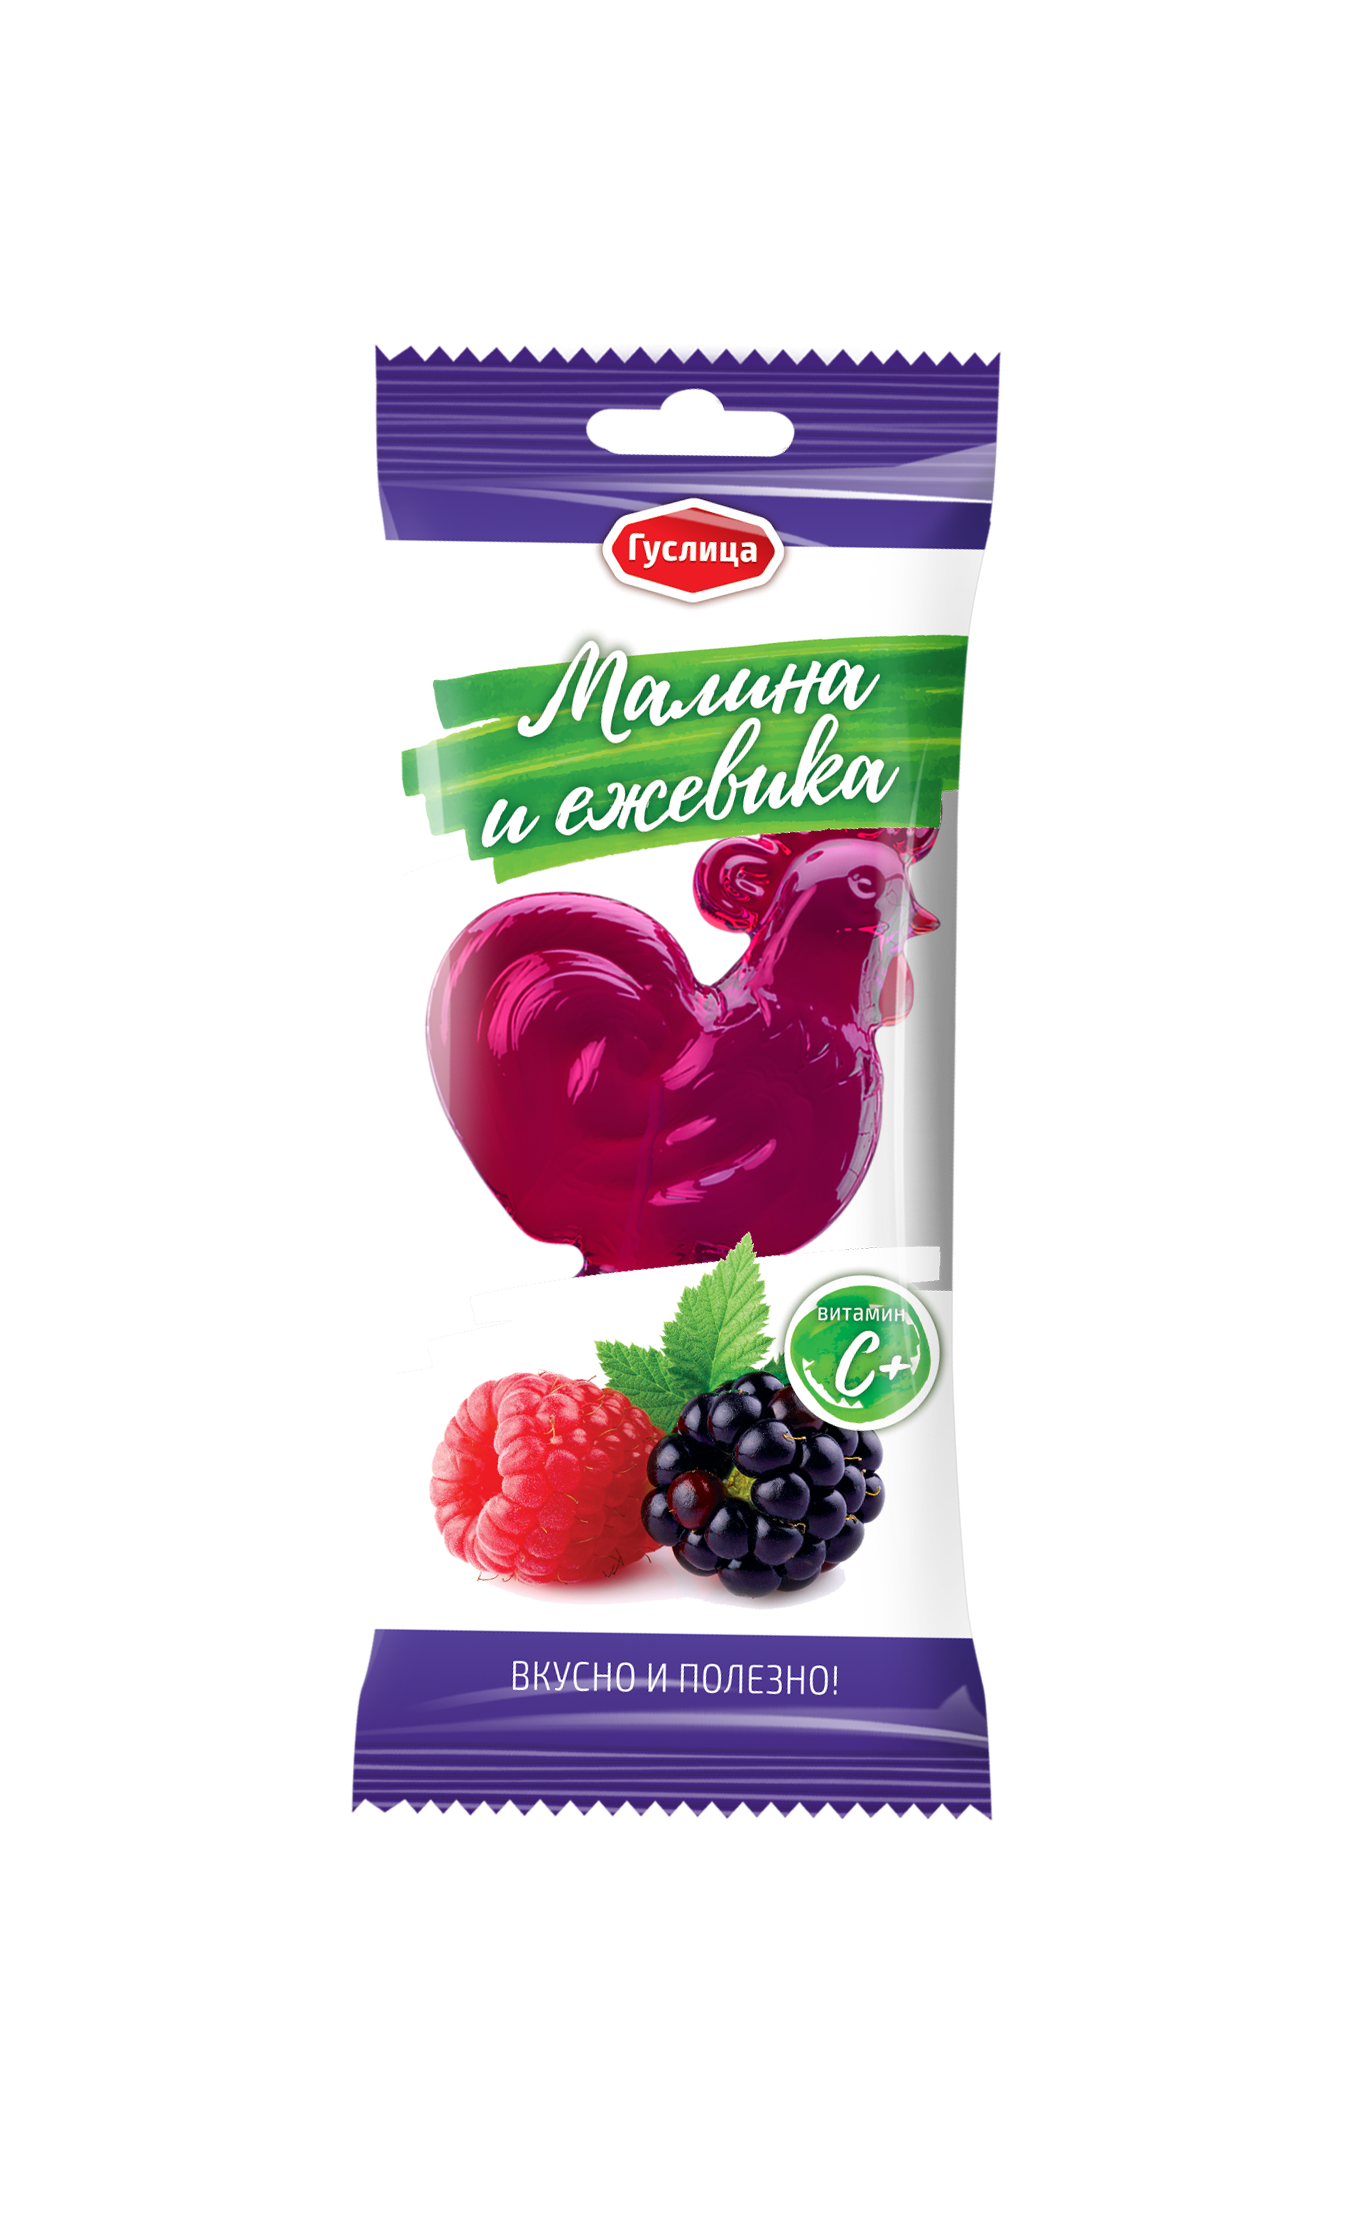 Гуслица
Малина
и ежевика
витамин
С+
ВКУСНО И ПОЛЕЗНО!